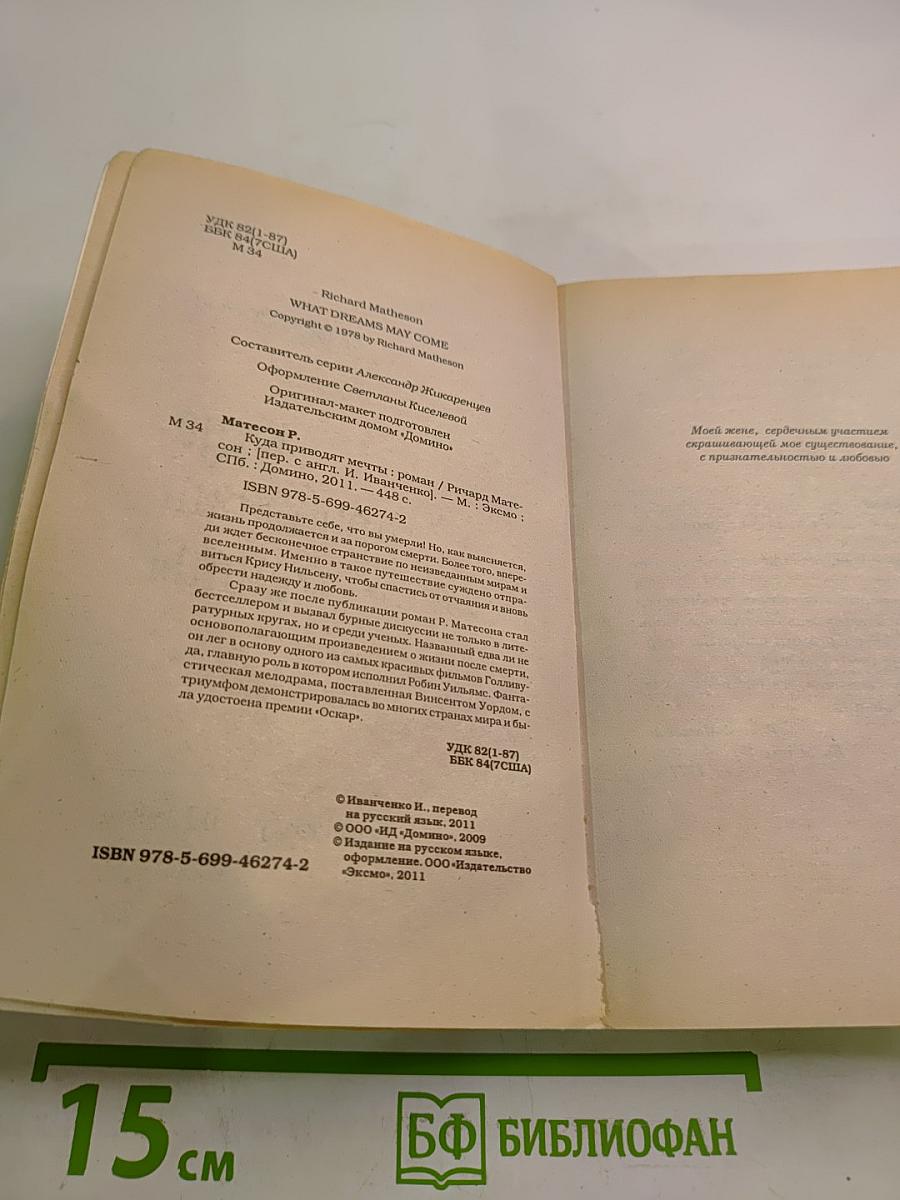 УДК 82(1-87)
ББК 84(7США)
М 34
Richard Matheson
WHAT DREAMS MAY COME
Copyright © 1978 by Richard Matheson
Составитель серии Александр Жикаренцев
Оформление Светланы Киселевой
Оригинал-макет подготовлен
Издательским домом «Домино»
Матесон Р.
М 34 Куда приводят мечты : роман / Ричард Мате-
сон ; [пер. с англ. И. Иванченко]. — М. : Эксмо ;
СПб. : Домино, 2011. — 448 с.
ISBN 978-5-699-46274-2
Представьте себе, что вы умерли! Но, как выясняется,
жизнь продолжается и за порогом смерти. Более того, впере-
ди ждет бесконечное странствие по неизведанным мирам и
вселенным. Именно в такое путешествие суждено отпра-
виться Крису Нильсену, чтобы спастись от отчаяния и вновь
обрести надежду и любовь.
Сразу же после публикации роман Р. Матесона стал
бестселлером и вызвал бурные дискуссии не только в лите-
ратурных кругах, но и среди ученых. Названный едва ли не
основополагающим произведением о жизни после смерти,
он лег в основу одного из самых красивых фильмов Голливу-
да, главную роль в котором исполнил Робин Уильямс. Фанта-
стическая мелодрама, поставленная Винсентом Уордом, с
триумфом демонстрировалась во многих странах мира и бы-
ла удостоена премии «Оскар».
УДК 82(1-87)
ББК 84(7США)
© Иванченко И., перевод
на русский язык, 2011
© ООО «ИД «Домино», 2009
© Издание на русском языке,
оформление. ООО «Издательство
«Эксмо», 2011
ISBN 978-5-699-46274-2
Моей жене, сердечным участием
скрашивающей мое существование,
с признательностью и любовью
15 см
БФ БИБЛИОФАН